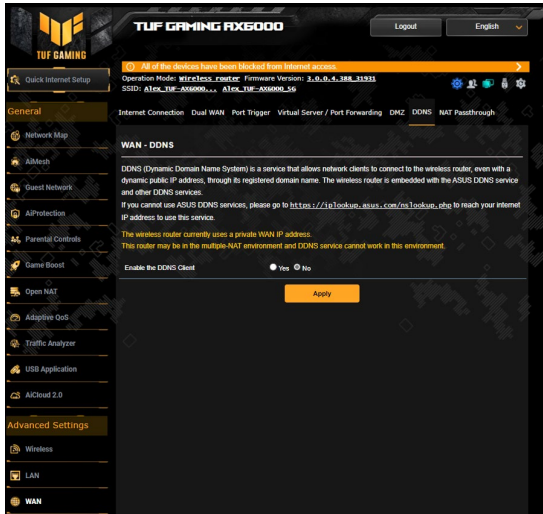 TUF GAMING AX6000
Logout
English
TUF GAMING
All of the devices have been blocked from Internet access.
Quick Internet Setup
Operation Mode: Wireless router Firmware Version: 3.0.0.4.388_31931
SSID: Alex_TUF-AX6000... Alex_TUF-AX6000_5G
General
Internet Connection Dual WAN Port Trigger Virtual Server / Port Forwarding DMZ DDNS NAT Passthrough
Network Map
AiMesh
Guest Network
AiProtection
Parental Controls
Game Boost
Open NAT
Adaptive QoS
Traffic Analyzer
USB Application
AiCloud 2.0
Advanced Settings
Wireless
LAN
WAN
WAN - DDNS
DDNS (Dynamic Domain Name System) is a service that allows network clients to connect to the wireless router, even with a
dynamic public IP address, through its registered domain name. The wireless router is embedded with the ASUS DDNS service
and other DDNS services.
If you cannot use ASUS DDNS services, please go to https://iplookup.asus.com/nslookup.php to reach your internet
IP address to use this service.
The wireless router currently uses a private WAN IP address.
This router may be in the multiple-NAT environment and DDNS service cannot work in this environment.
Enable the DDNS Client
Yes No
Apply